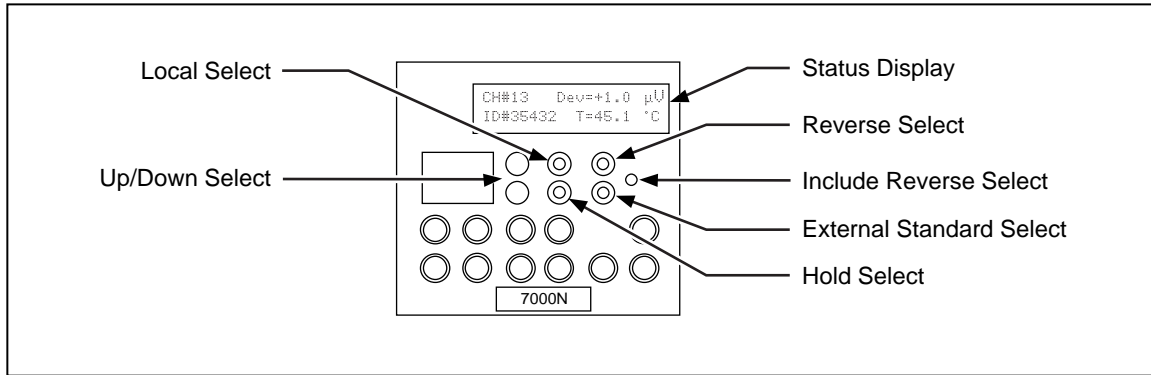 Local Select
Up/Down Select
CH#13 Dev=+1.0 µV
ID#35432 T=45.1 °C
7000N
Status Display
Reverse Select
Include Reverse Select
External Standard Select
Hold Select